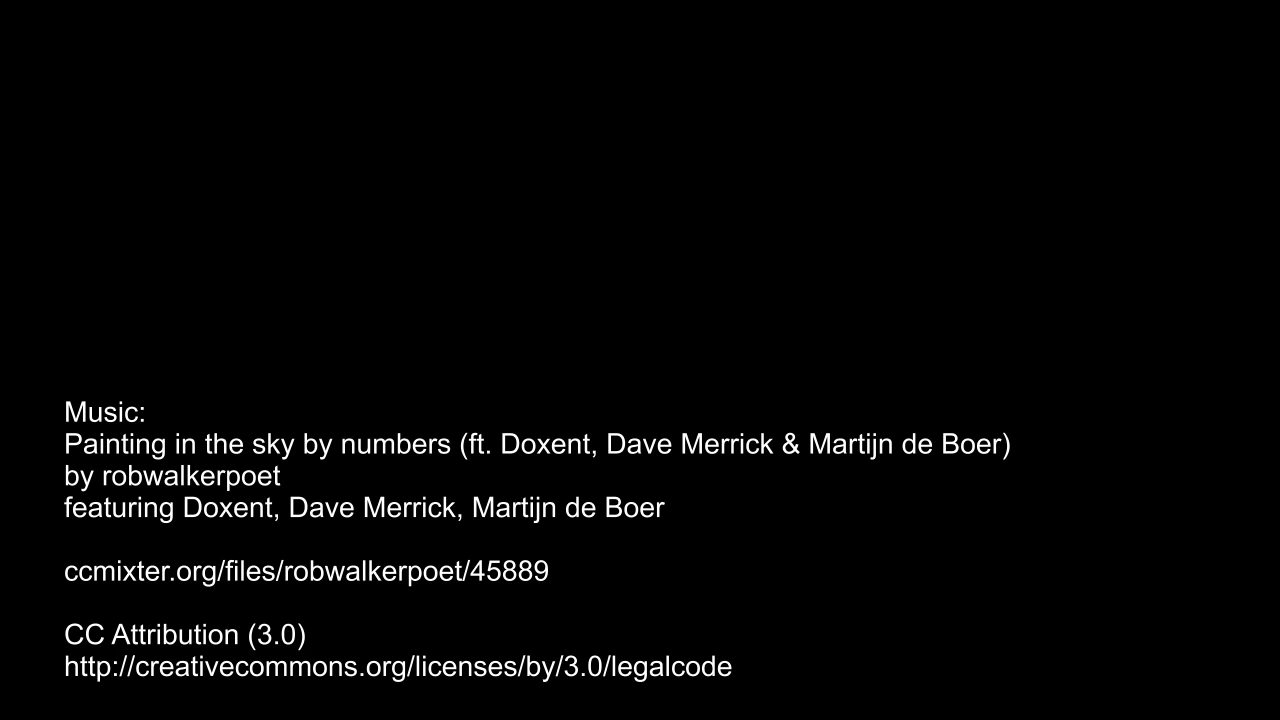 Music:
Painting in the sky by numbers (ft. Doxent, Dave Merrick & Martijn de Boer)
by robwalkerpoet
featuring Doxent, Dave Merrick, Martijn de Boer
ccmixter.org/files/robwalkerpoet/45889
CC Attribution (3.0)
http://creativecommons.org/licenses/by/3.0/legalcode